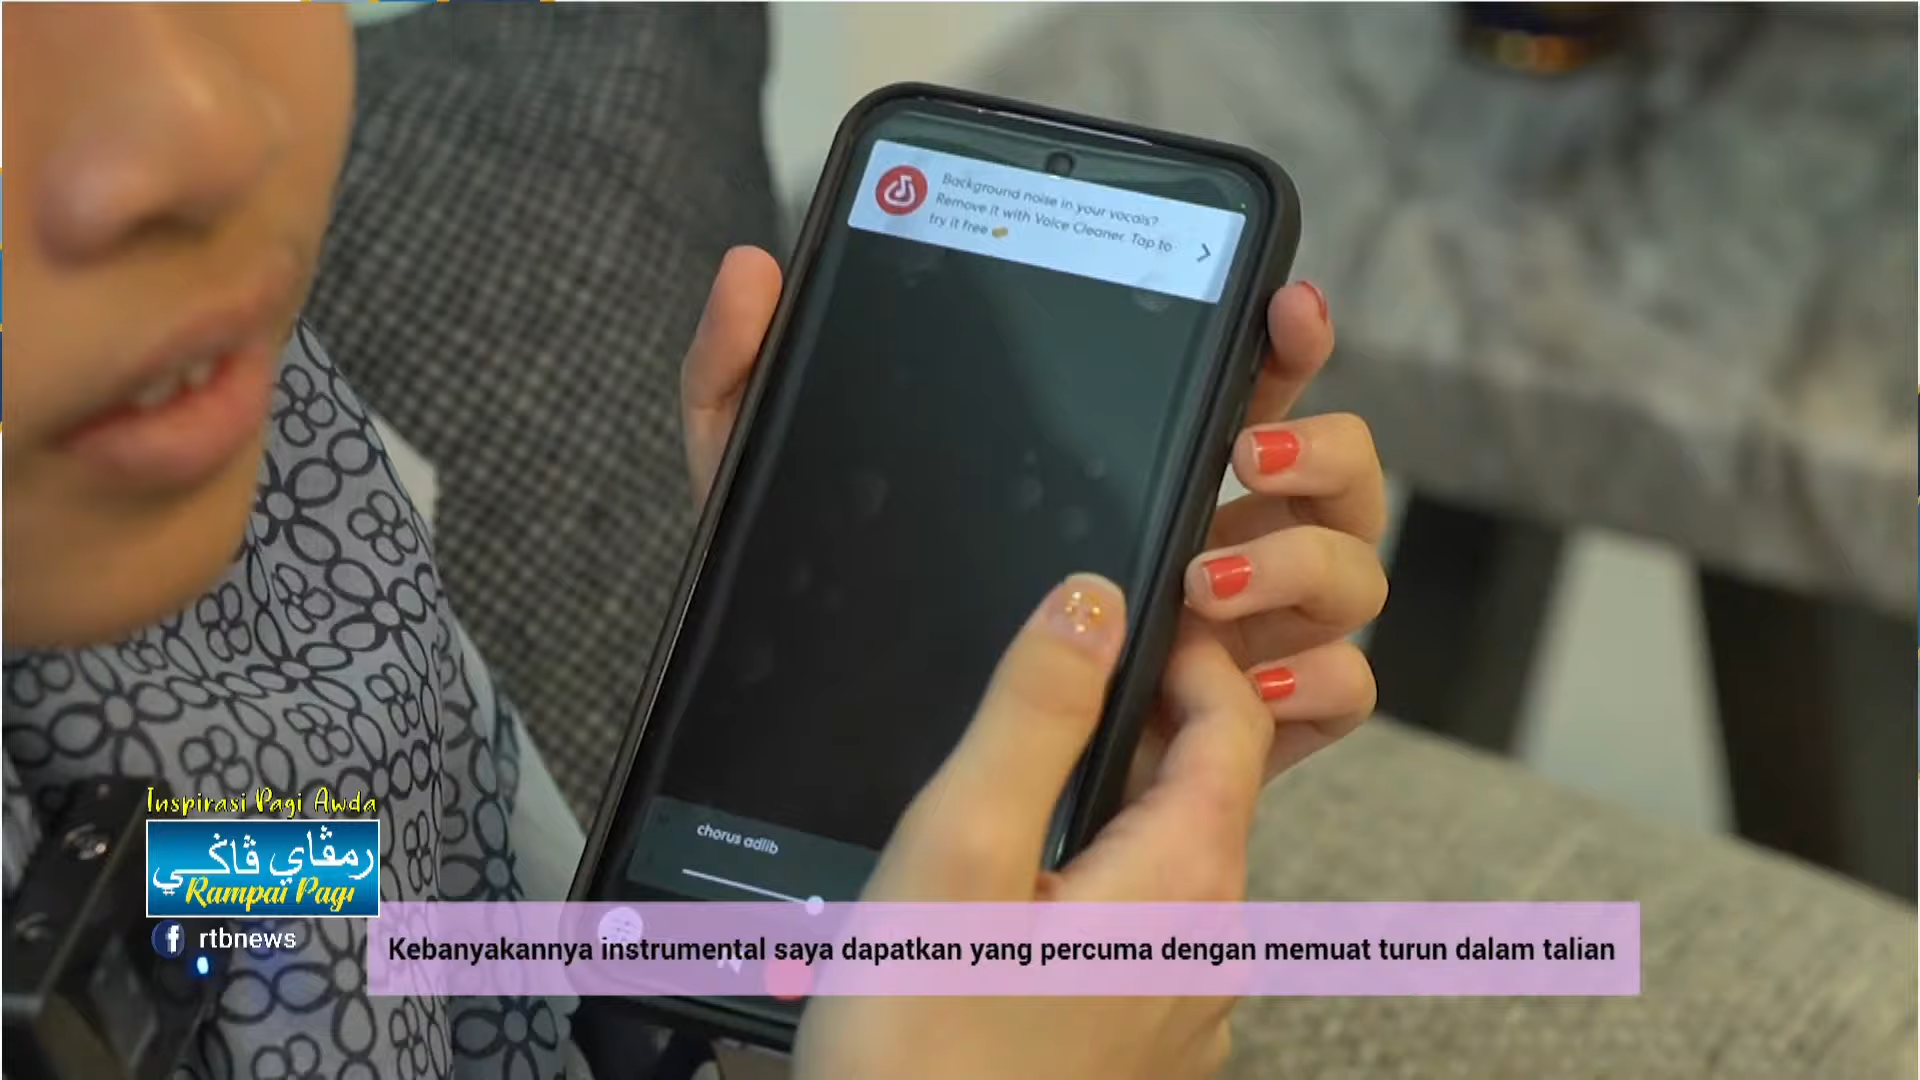 Background noise in your vocals?
Remove it with Voice Cleaner. Tap to
try it free
chorus adlib
Inspirasi Pagi Awda
رمڤاي ڤاݢي
Rampai Pagi
rtbnews
Kebanyakannya instrumental saya dapatkan yang percuma dengan memuat turun dalam talian